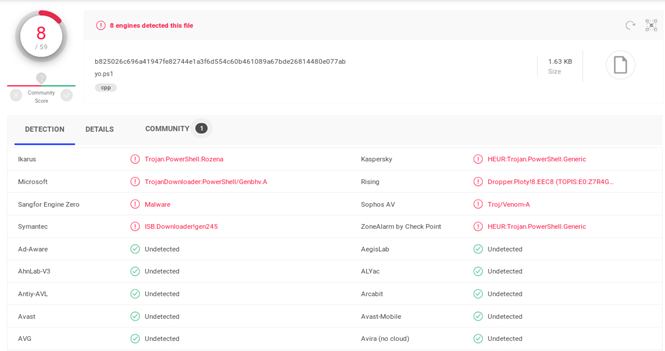 8
/ 59
Community
Score
8 engines detected this file
b825026c696a41947fe82744e1a3f6d554c60b461089a67bde26814480e077ab
yo.ps1
cpp
1.63 KB
Size
DETECTION DETAILS COMMUNITY 1
Ikarus Trojan.PowerShell.Rozena Kaspersky HEUR:Trojan.PowerShell.Generic
Microsoft TrojanDownloader:PowerShell/Genbhv.A Rising Dropper.Ploty!8.EEC8 (TOPIS:E0:Z7R4G...
Sangfor Engine Zero Malware Sophos AV Troj/Venom-A
Symantec ISB.Downloader!gen245 ZoneAlarm by Check Point HEUR:Trojan.PowerShell.Generic
Ad-Aware Undetected AegisLab Undetected
AhnLab-V3 Undetected ALYac Undetected
Antiy-AVL Undetected Arcabit Undetected
Avast Undetected Avast-Mobile Undetected
AVG Undetected Avira (no cloud) Undetected